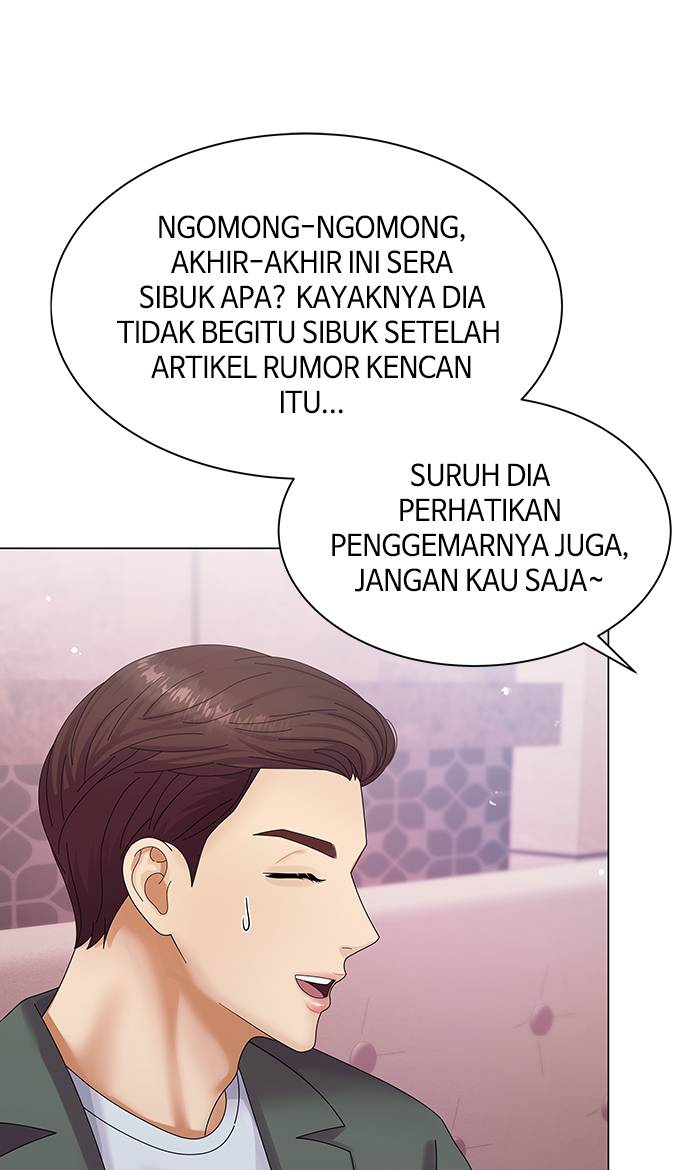 NGOMONG-NGOMONG,
AKHIR-AKHIR INI SERA
SIBUK APA? KAYAKNYA DIA
TIDAK BEGITU SIBUK SETELAH
ARTIKEL RUMOR KENCAN
ITU...
SURUH DIA
PERHATIKAN
PENGGEMARNYA JUGA,
JANGAN KAU SAJA~